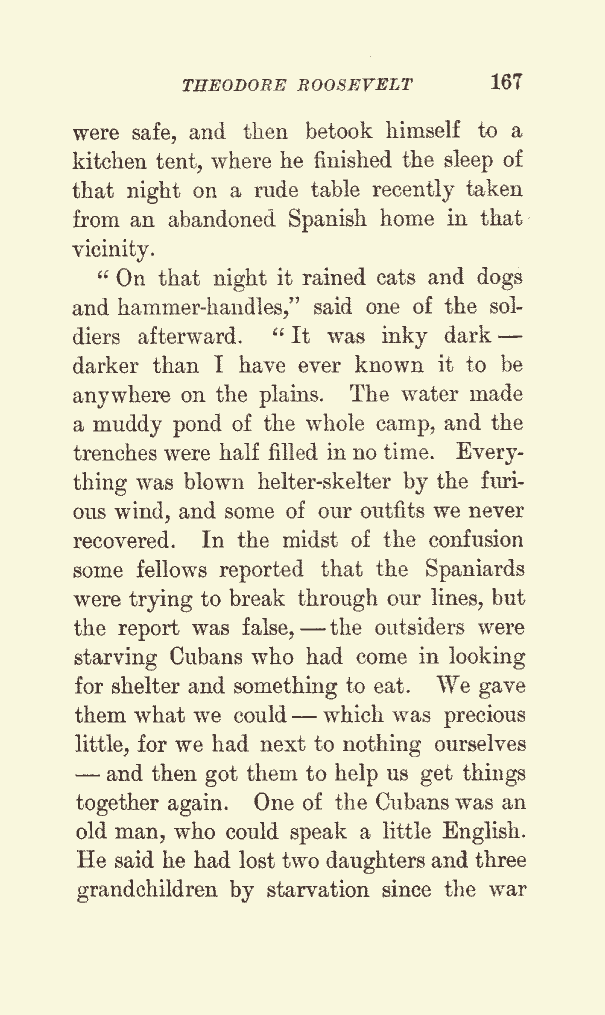 THEODORE ROOSEVELT 167
were safe, and then betook himself to a
kitchen tent, where he finished the sleep of
that night on a rude table recently taken
from an abandoned Spanish home in that
vicinity.
“ On that night it rained cats and dogs
and hammer-handles,” said one of the sol-
diers afterward. “ It was inky dark —
darker than I have ever known it to be
anywhere on the plains. The water made
a muddy pond of the whole camp, and the
trenches were half filled in no time. Every-
thing was blown helter-skelter by the furi-
ous wind, and some of our outfits we never
recovered. In the midst of the confusion
some fellows reported that the Spaniards
were trying to break through our lines, but
the report was false, — the outsiders were
starving Cubans who had come in looking
for shelter and something to eat. We gave
them what we could — which was precious
little, for we had next to nothing ourselves
— and then got them to help us get things
together again. One of the Cubans was an
old man, who could speak a little English.
He said he had lost two daughters and three
grandchildren by starvation since the war